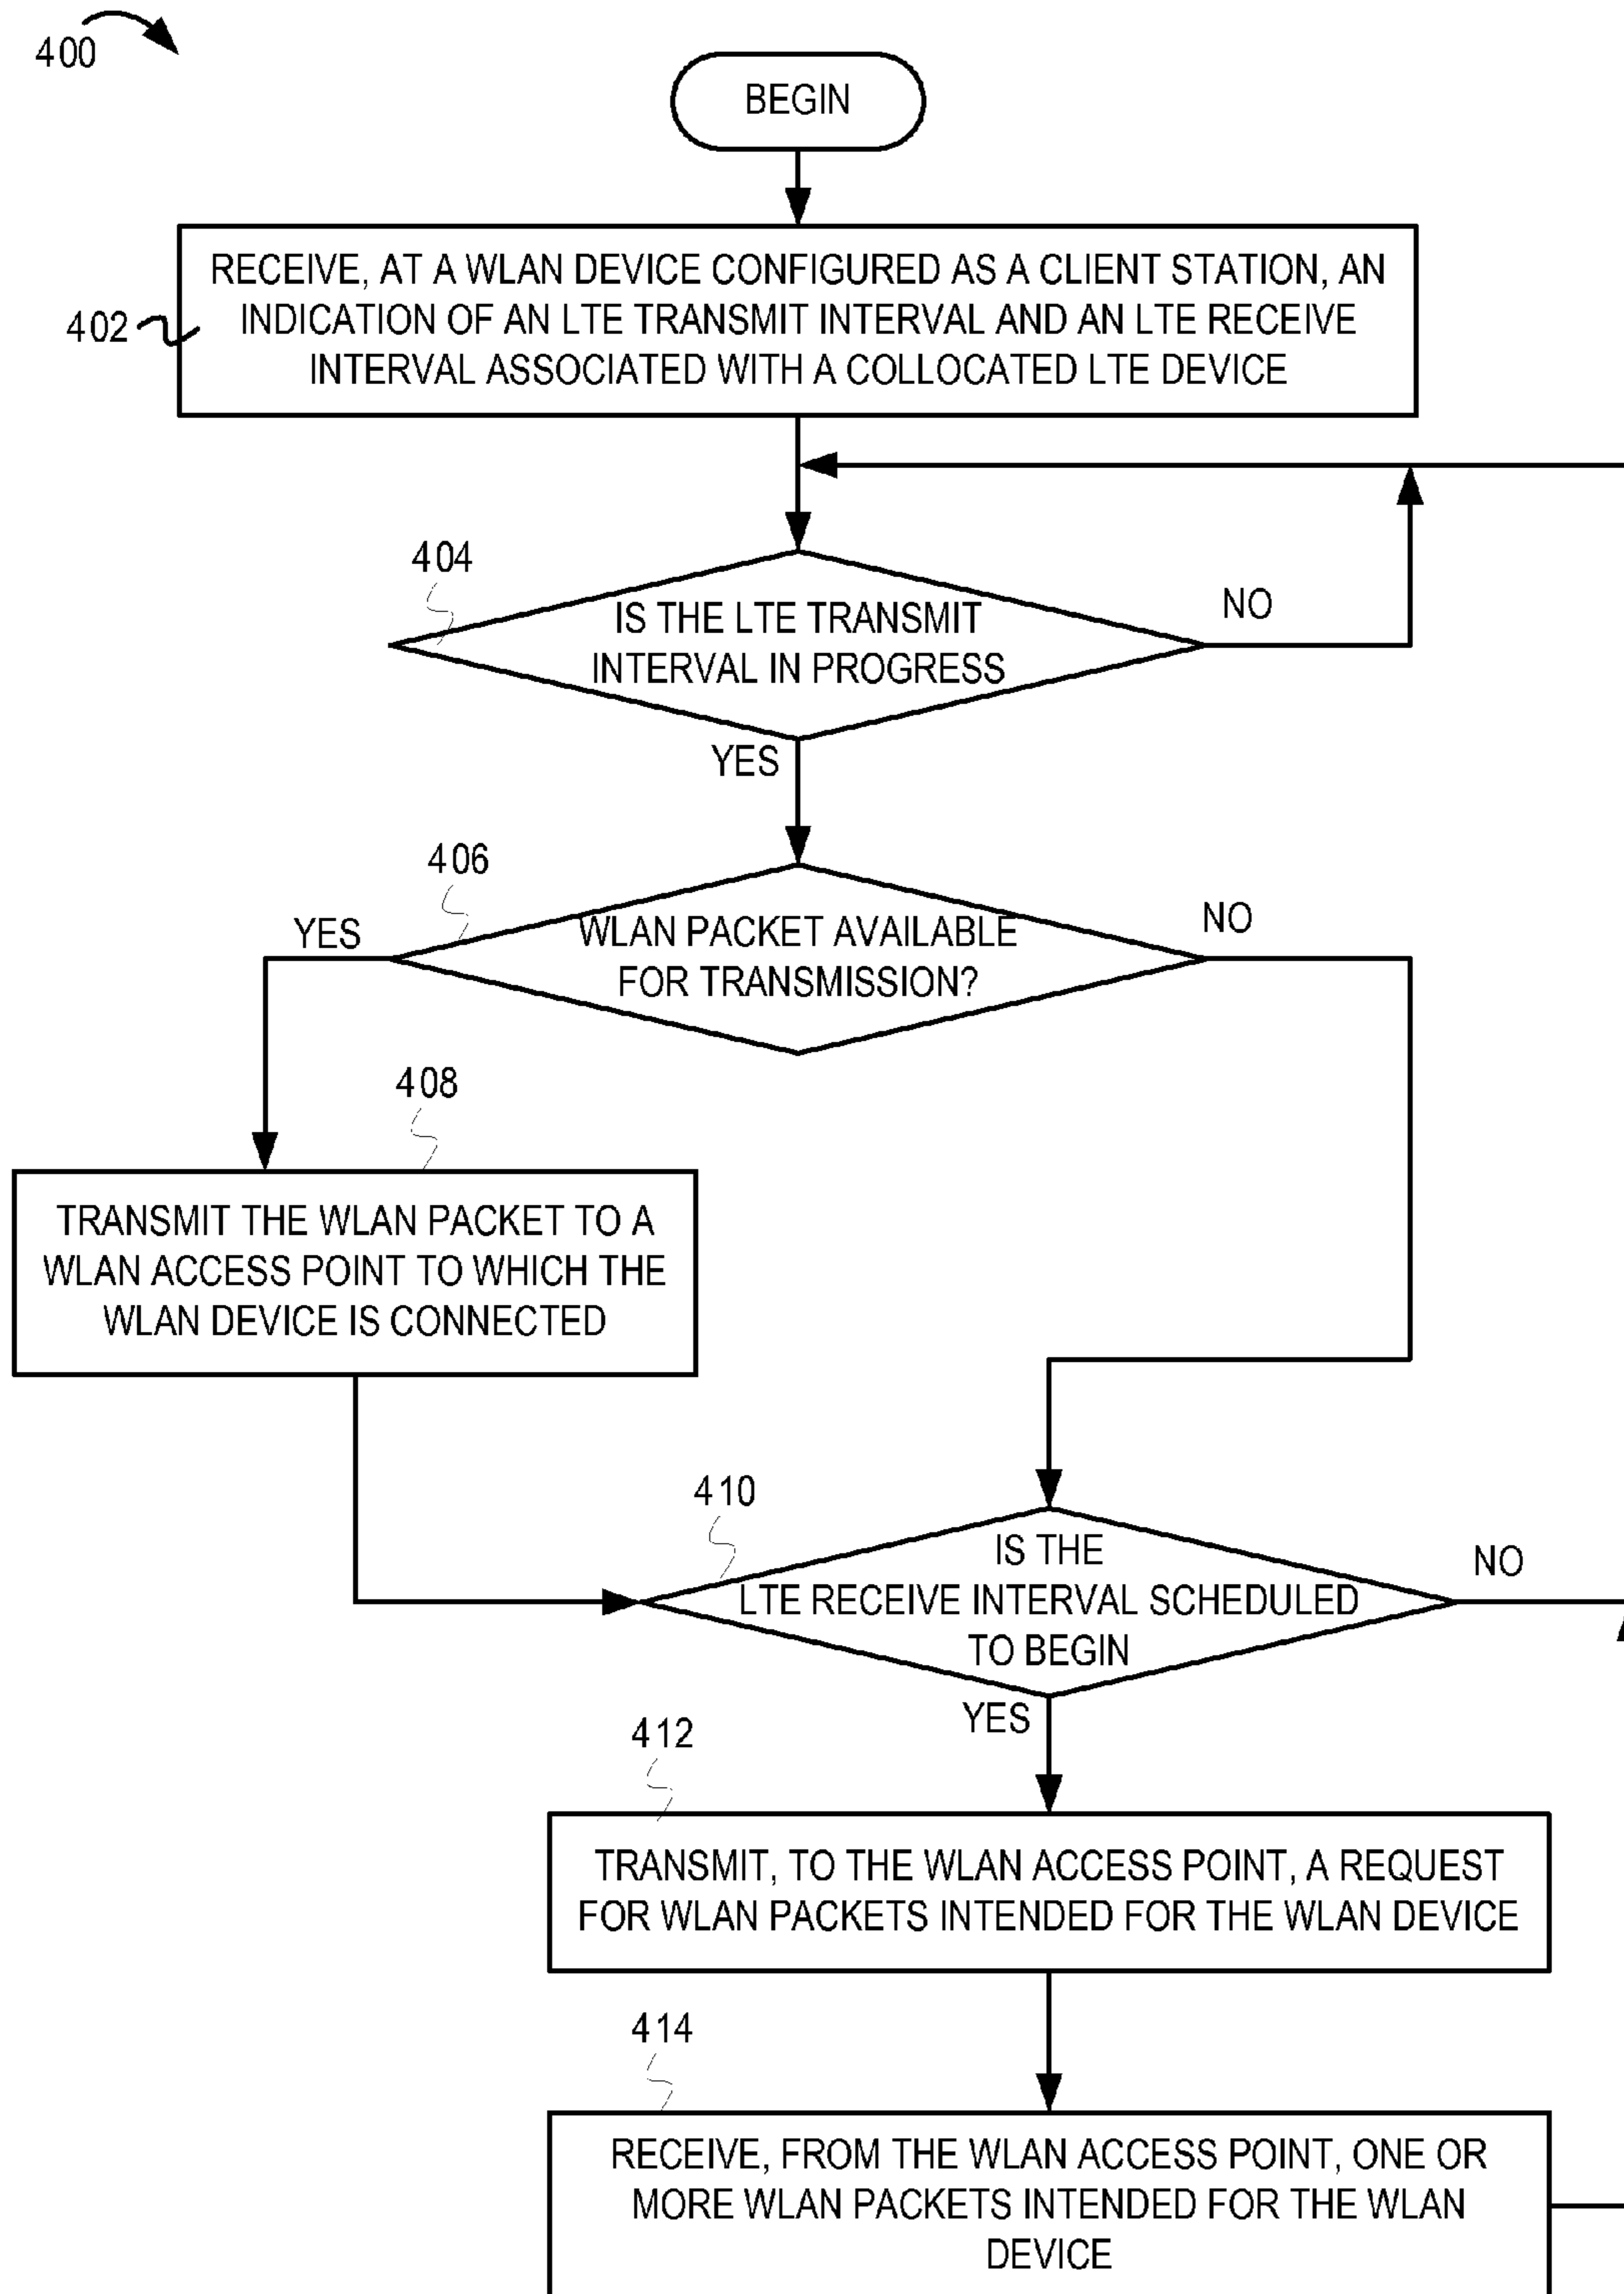 400
BEGIN
RECEIVE, AT A WLAN DEVICE CONFIGURED AS A CLIENT STATION, AN
INDICATION OF AN LTE TRANSMIT INTERVAL AND AN LTE RECEIVE
INTERVAL ASSOCIATED WITH A COLLOCATED LTE DEVICE
402
404
IS THE LTE TRANSMIT
INTERVAL IN PROGRESS
NO
YES
406
WLAN PACKET AVAILABLE
FOR TRANSMISSION?
YES
NO
408
TRANSMIT THE WLAN PACKET TO A
WLAN ACCESS POINT TO WHICH THE
WLAN DEVICE IS CONNECTED
410
IS THE
LTE RECEIVE INTERVAL SCHEDULED
TO BEGIN
NO
YES
412
TRANSMIT, TO THE WLAN ACCESS POINT, A REQUEST
FOR WLAN PACKETS INTENDED FOR THE WLAN DEVICE
414
RECEIVE, FROM THE WLAN ACCESS POINT, ONE OR
MORE WLAN PACKETS INTENDED FOR THE WLAN
DEVICE